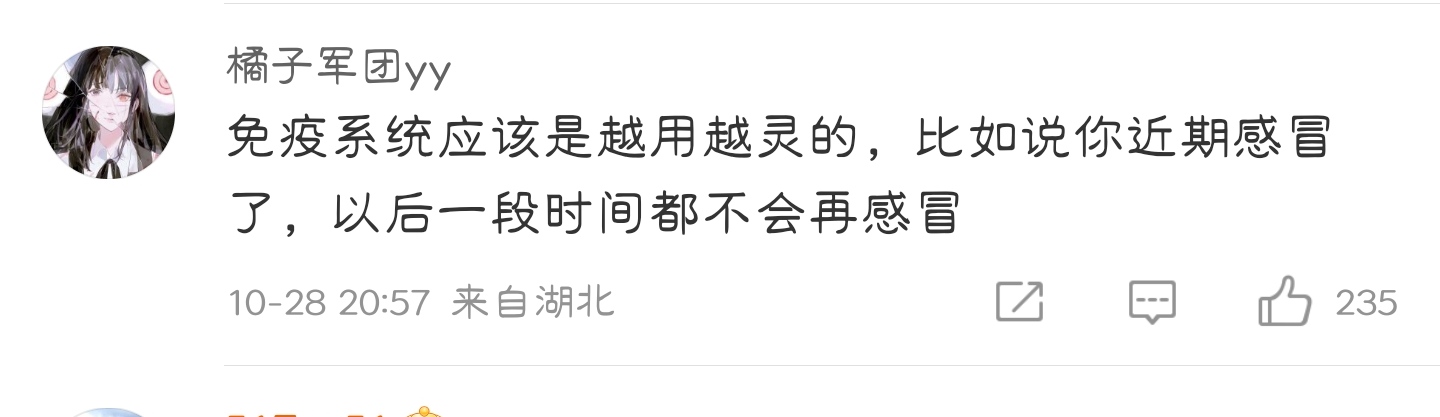 橘子军团yy
免疫系统应该是越用越灵的，比如说你近期感冒
了，以后一段时间都不会再感冒
10-28 20:57 来自湖北
235